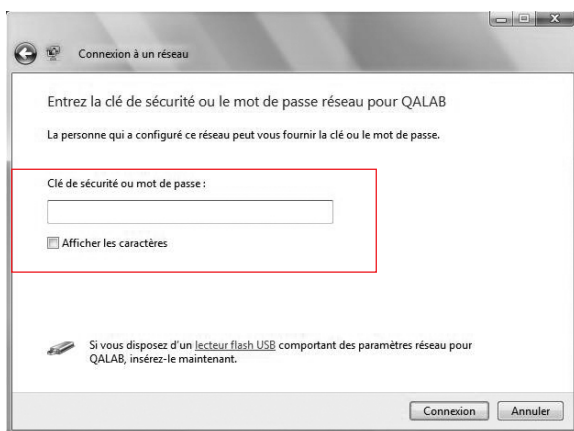 Connexion à un réseau
Entrez la clé de sécurité ou le mot de passe réseau pour QALAB
La personne qui a configuré ce réseau peut vous fournir la clé ou le mot de passe.
Clé de sécurité ou mot de passe :
Afficher les caractères
Si vous disposez d'un lecteur flash USB comportant des paramètres réseau pour
QALAB, insérez-le maintenant.
Connexion Annuler